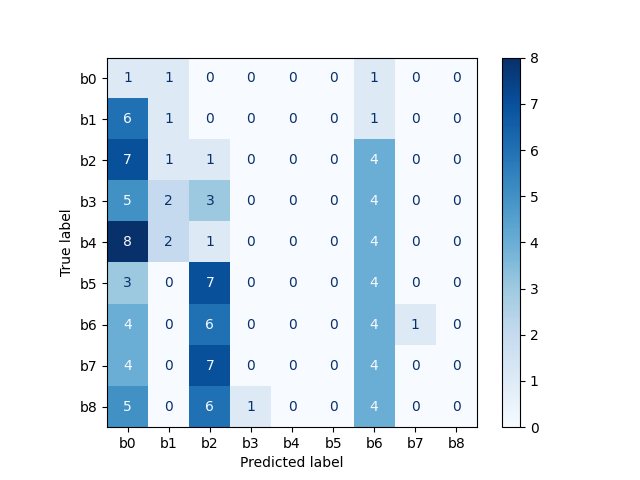 b0 1 1 0 0 0 0 1 0 0
b1 6 1 0 0 0 0 1 0 0
b2 7 1 1 0 0 0 4 0 0
b3 5 2 3 0 0 0 4 0 0
b4 8 2 1 0 0 0 4 0 0
b5 3 0 7 0 0 0 4 0 0
b6 4 0 6 0 0 0 4 1 0
b7 4 0 7 0 0 0 4 0 0
b8 5 0 6 1 0 0 4 0 0
b0 b1 b2 b3 b4 b5 b6 b7 b8
Predicted label
True label
8
7
6
5
4
3
2
1
0